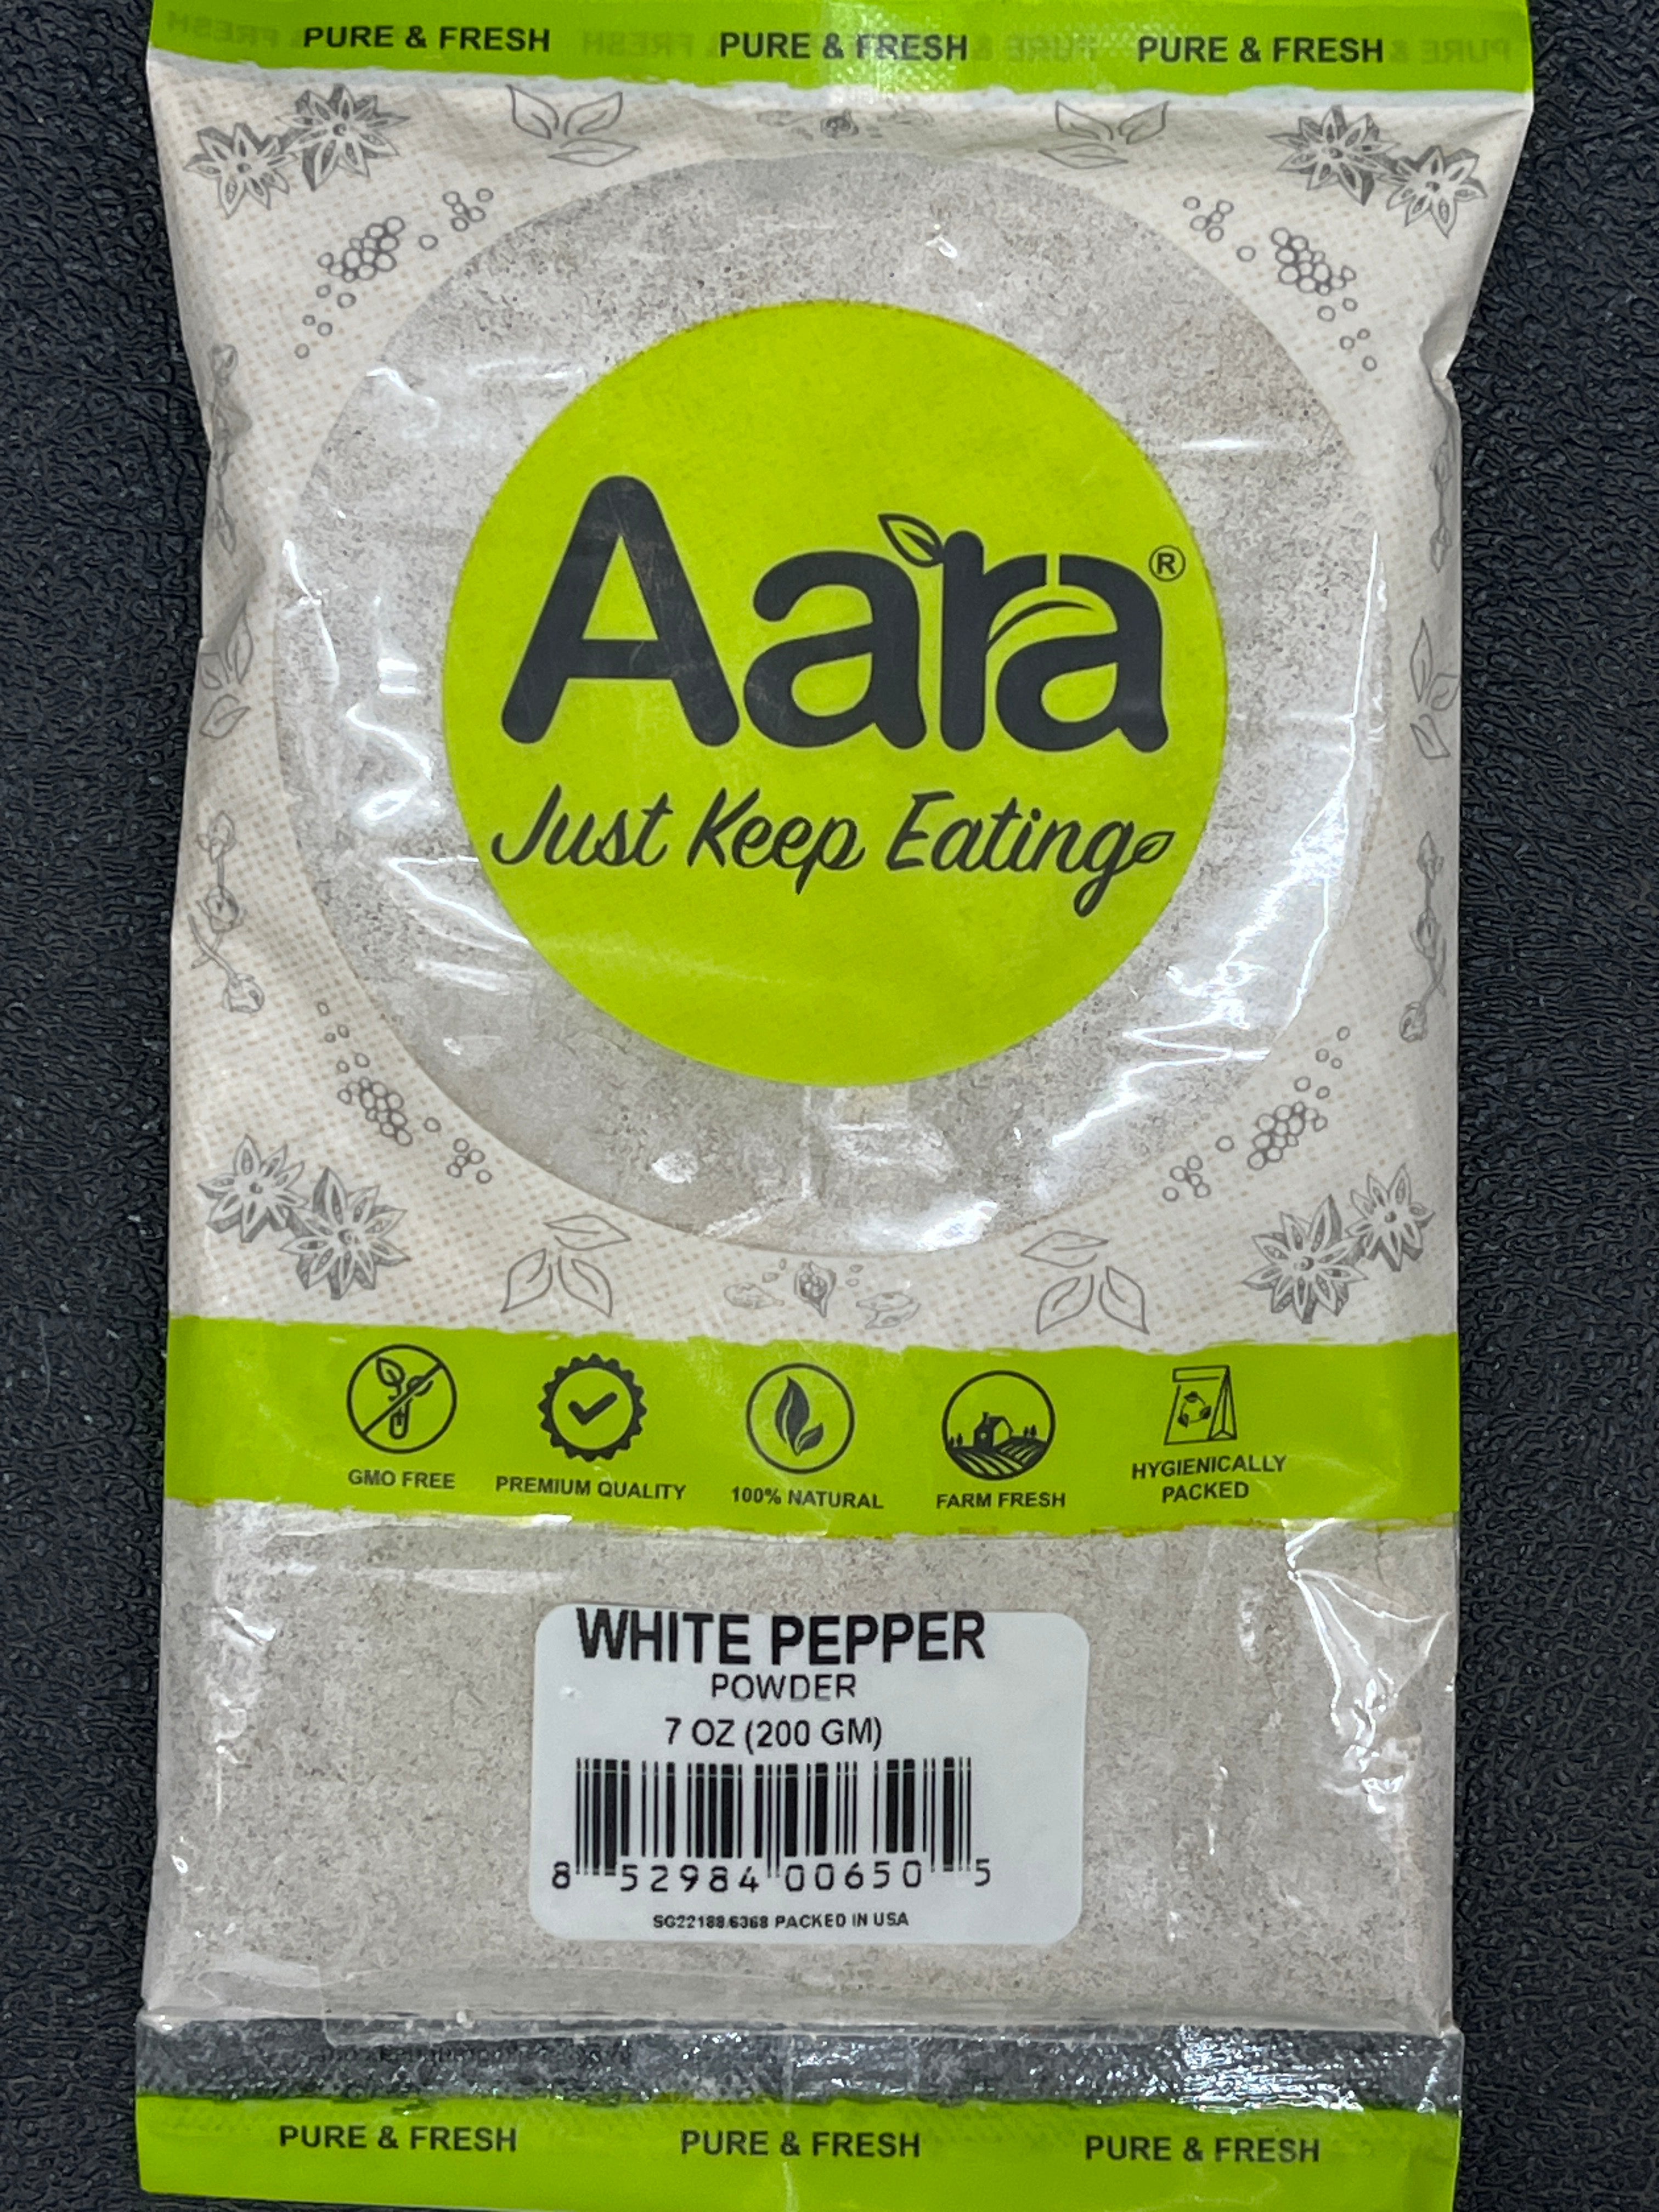 PURE & FRESH PURE & FRESH PURE & FRESH
Aara®
Just Keep Eating
GMO FREE
PREMIUM QUALITY
100% NATURAL
FARM FRESH
HYGIENICALLY
PACKED
WHITE PEPPER
POWDER
7 OZ (200 GM)
8 52984 00650 5
SG22188/6368 PACKED IN USA
PURE & FRESH PURE & FRESH PURE & FRESH